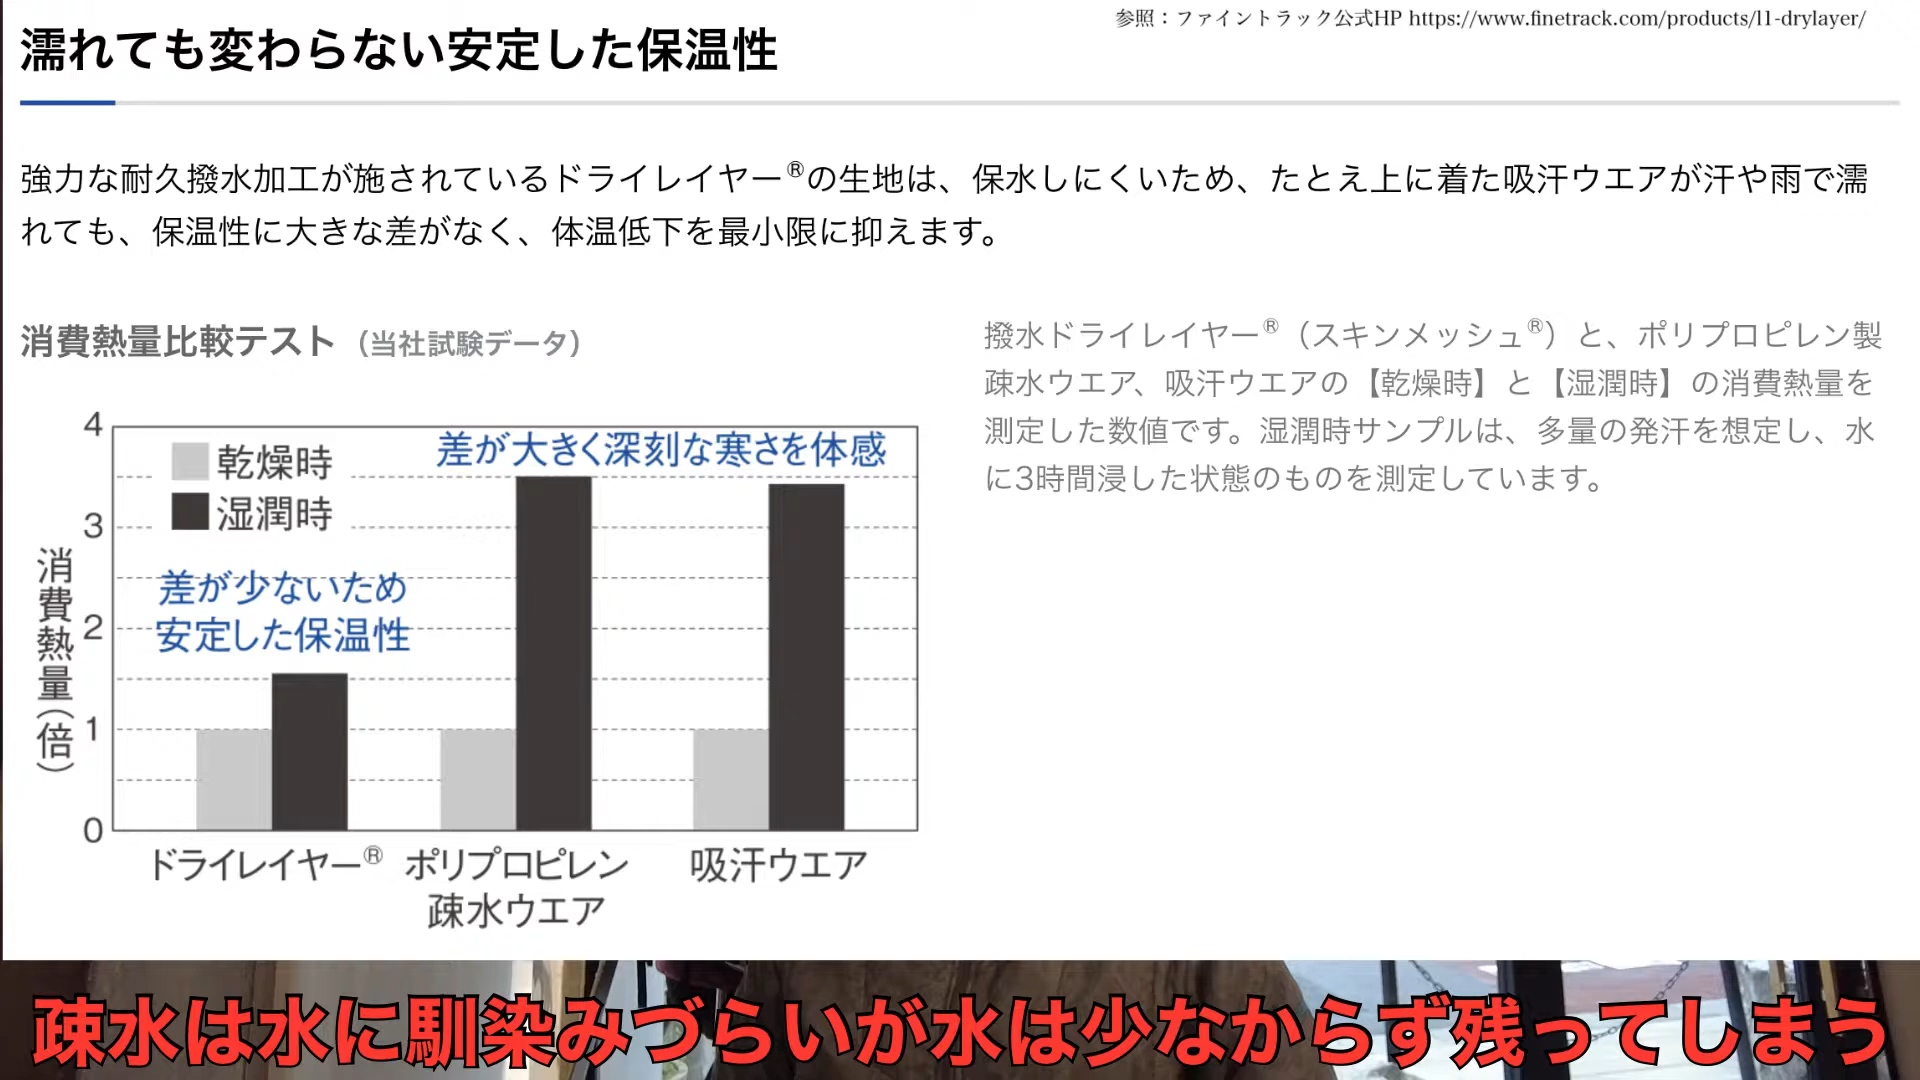 参照：ファイントラック公式HP https://www.finetrack.com/products/l1-drylayer/
濡れても変わらない安定した保温性
強力な耐久撥水加工が施されているドライレイヤー®の生地は、保水しにくいため、たとえ上に着た吸汗ウエアが汗や雨で濡
れても、保温性に大きな差がなく、体温低下を最小限に抑えます。
消費熱量比較テスト（当社試験データ）
撥水ドライレイヤー®（スキンメッシュ®）と、ポリプロピレン製
疎水ウエア、吸汗ウエアの【乾燥時】と【湿潤時】の消費熱量を
測定した数値です。湿潤時サンプルは、多量の発汗を想定し、水
に3時間浸した状態のものを測定しています。
消費熱量（倍）
4
3
2
1
0
乾燥時
湿潤時
差が大きく深刻な寒さを体感
差が少ないため
安定した保温性
ドライレイヤー®
ポリプロピレン
疎水ウエア
吸汗ウエア
疎水は水に馴染みづらいが水は少なからず残ってしまう